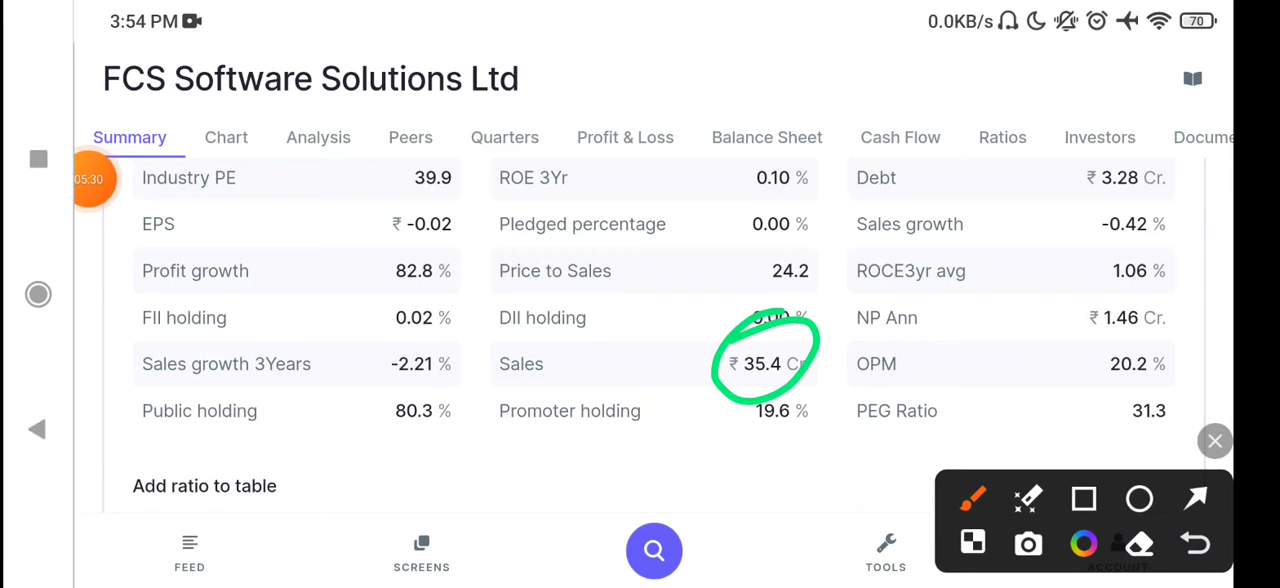 3:54 PM
0.0KB/s
70
FCS Software Solutions Ltd
Summary Chart Analysis Peers Quarters Profit & Loss Balance Sheet Cash Flow Ratios Investors Docume
05:30
Industry PE 39.9 ROE 3Yr 0.10 % Debt ₹ 3.28 Cr.
EPS ₹ -0.02 Pledged percentage 0.00 % Sales growth -0.42 %
Profit growth 82.8 % Price to Sales 24.2 ROCE3yr avg 1.06 %
FII holding 0.02 % DII holding 0.00 % NP Ann ₹ 1.46 Cr.
Sales growth 3Years -2.21 % Sales ₹ 35.4 Cr OPM 20.2 %
Public holding 80.3 % Promoter holding 19.6 % PEG Ratio 31.3
Add ratio to table
FEED SCREENS TOOLS ACCOUNT